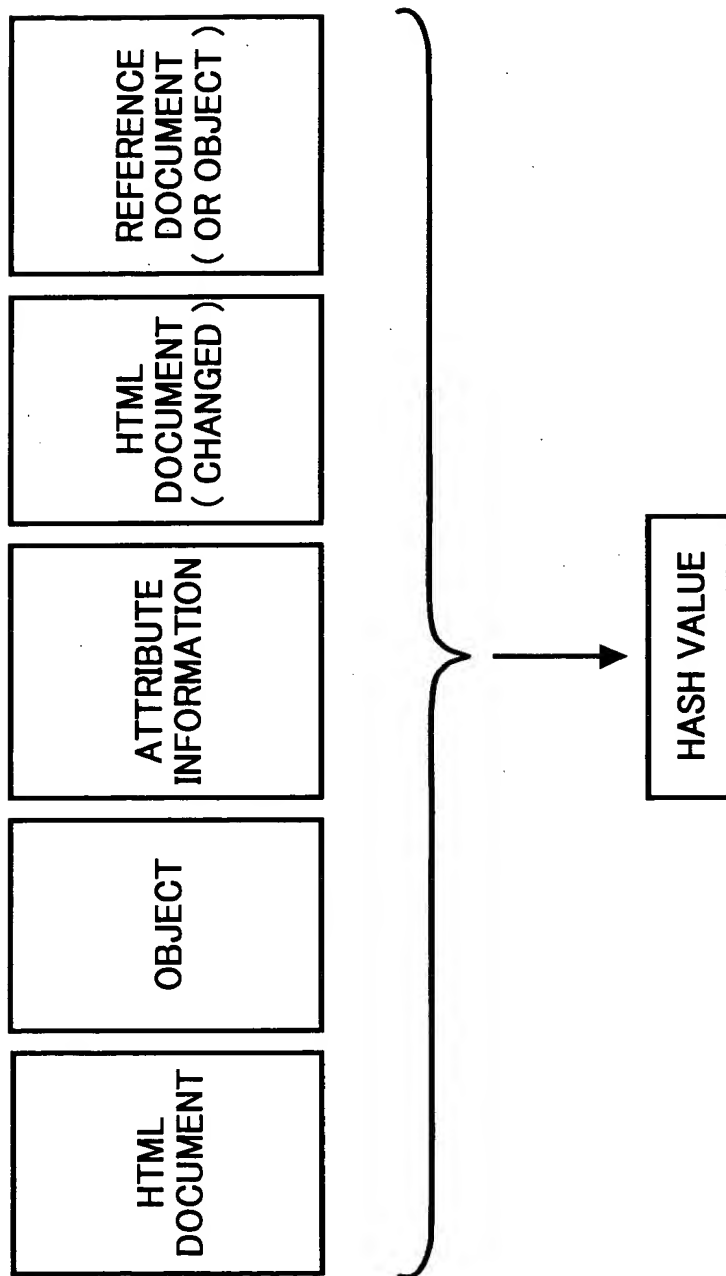 HTML
DOCUMENT
OBJECT
ATTRIBUTE
INFORMATION
HTML
DOCUMENT
( CHANGED )
REFERENCE
DOCUMENT
( OR OBJECT )
HASH VALUE